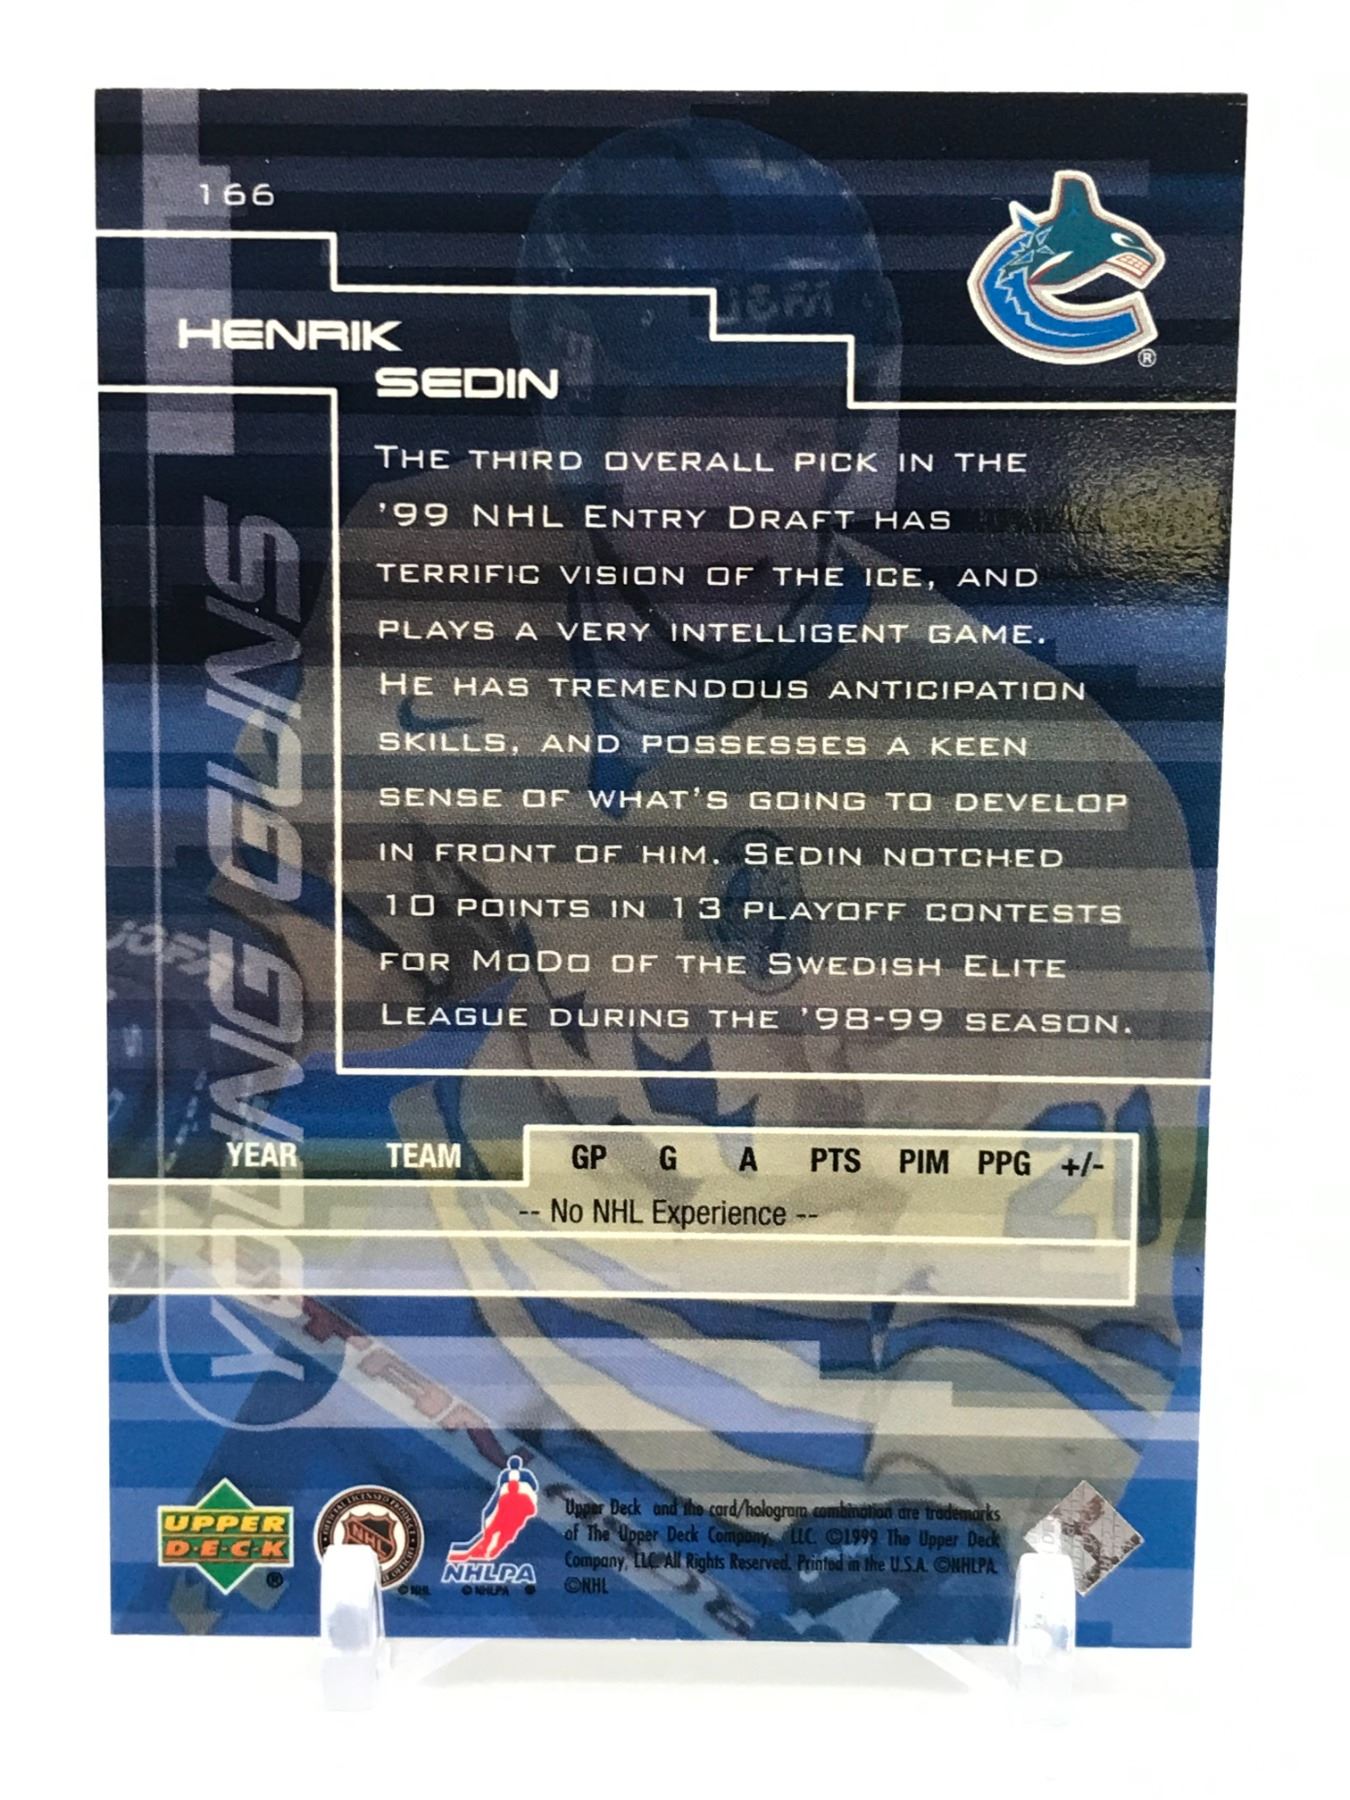 166
HENRIK
SEDIN
THE THIRD OVERALL PICK IN THE
'99 NHL ENTRY DRAFT HAS
TERRIFIC VISION OF THE ICE, AND
PLAYS A VERY INTELLIGENT GAME.
HE HAS TREMENDOUS ANTICIPATION
SKILLS, AND POSSESSES A KEEN
SENSE OF WHAT'S GOING TO DEVELOP
IN FRONT OF HIM. SEDIN NOTCHED
10 POINTS IN 13 PLAYOFF CONTESTS
FOR MODO OF THE SWEDISH ELITE
LEAGUE DURING THE '98-99 SEASON.
YOUNG GUNS
JOFA
YEAR TEAM GP G A PTS PIM PPG +/-
-- No NHL Experience --
UPPER
DECK
®
NHL
© NHL
NHLPA
© NHLPA
Upper Deck and the card/hologram combination are trademarks
of The Upper Deck Company, LLC. ©1999 The Upper Deck
Company, LLC. All Rights Reserved. Printed in the U.S.A. ©NHLPA
©NHL
®